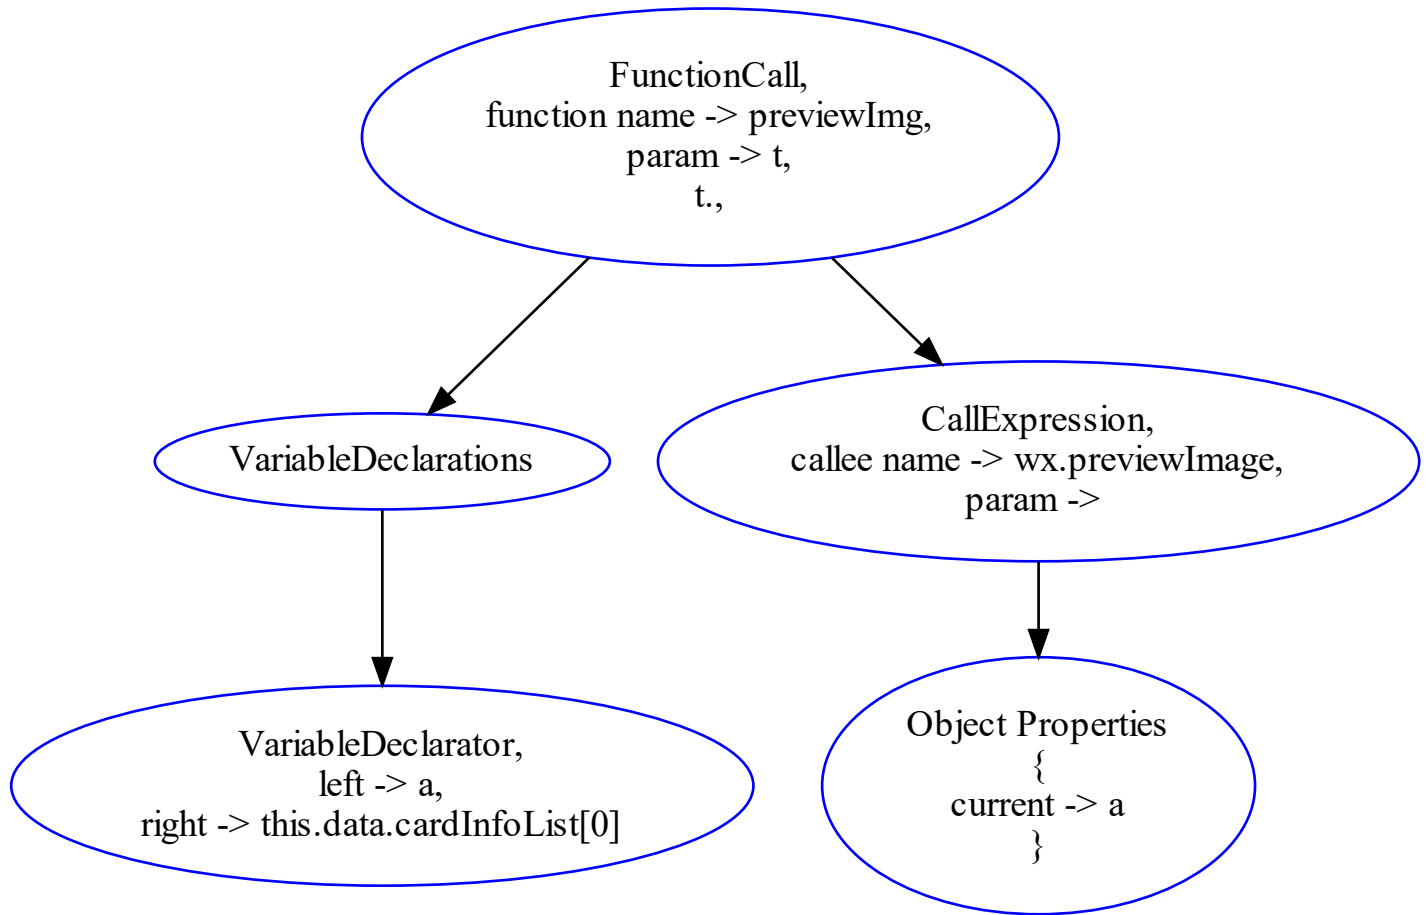 FunctionCall,
function name -> previewImg,
param -> t,
t.,
VariableDeclarations
CallExpression,
callee name -> wx.previewImage,
param ->
VariableDeclarator,
left -> a,
right -> this.data.cardInfoList[0]
Object Properties
{
current -> a
}